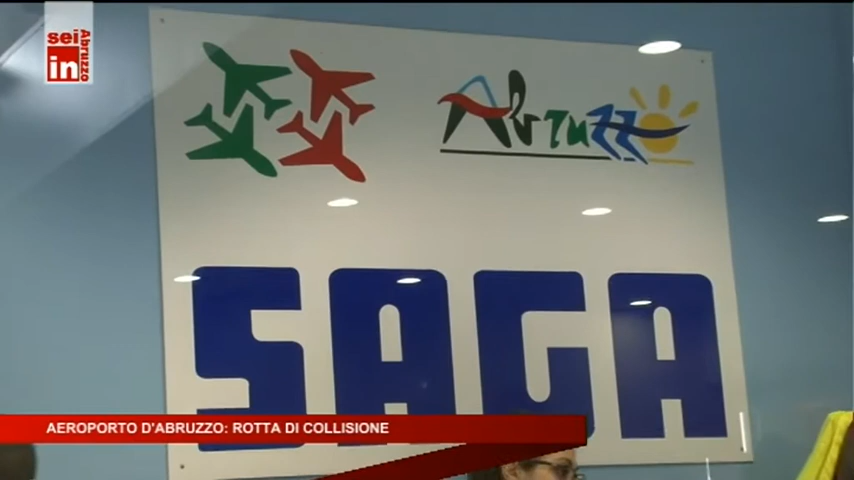 sei in
Abruzzo
Abruzzo
SAGA
AEROPORTO D'ABRUZZO: ROTTA DI COLLISIONE